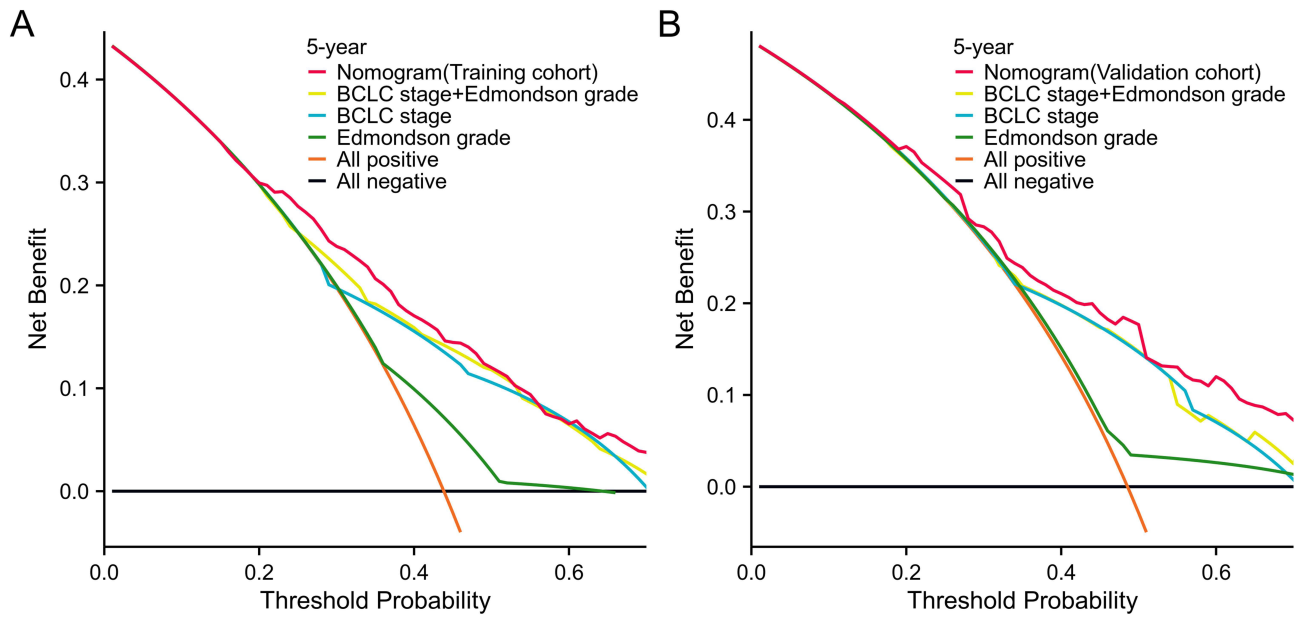 A
5-year
Nomogram(Training cohort)
BCLC stage+Edmondson grade
BCLC stage
Edmondson grade
All positive
All negative
Net Benefit
0.4
0.3
0.2
0.1
0.0
0.0 0.2 0.4 0.6
Threshold Probability
B
5-year
Nomogram(Validation cohort)
BCLC stage+Edmondson grade
BCLC stage
Edmondson grade
All positive
All negative
Net Benefit
0.4
0.3
0.2
0.1
0.0
0.0 0.2 0.4 0.6
Threshold Probability